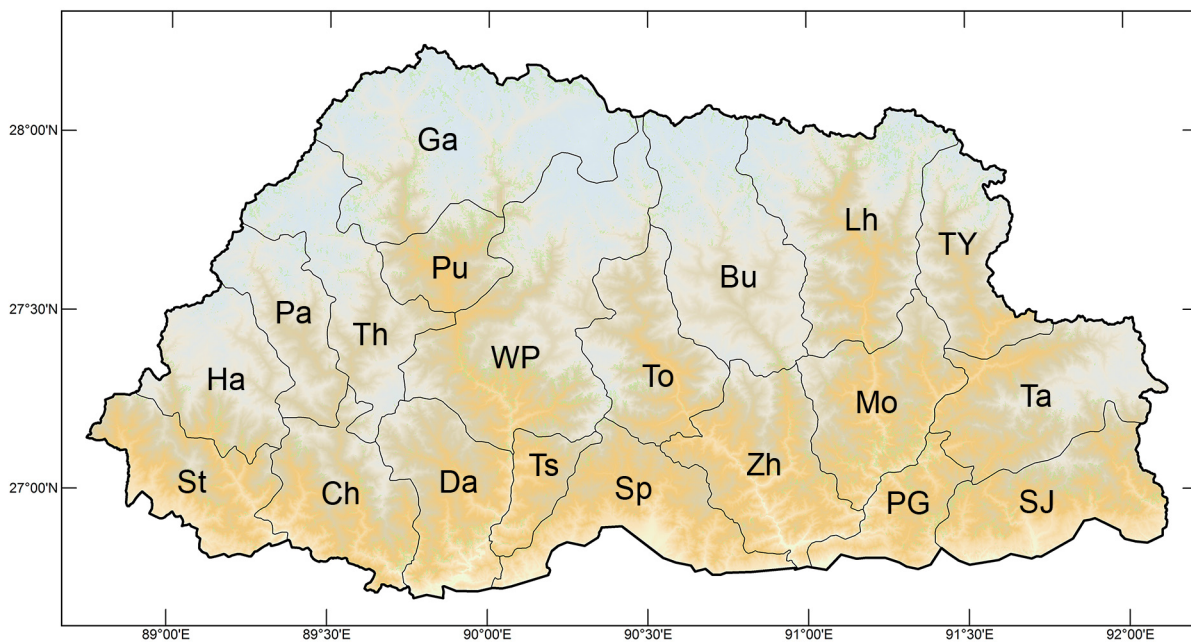 28°00'N
27°30'N
27°00'N
Ga
Lh
TY
Pu
Bu
Pa
Th
WP
Ha
To
Mo
Ta
St
Ch
Da
Ts
Sp
Zh
PG
SJ
89°00'E
89°30'E
90°00'E
90°30'E
91°00'E
91°30'E
92°00'E